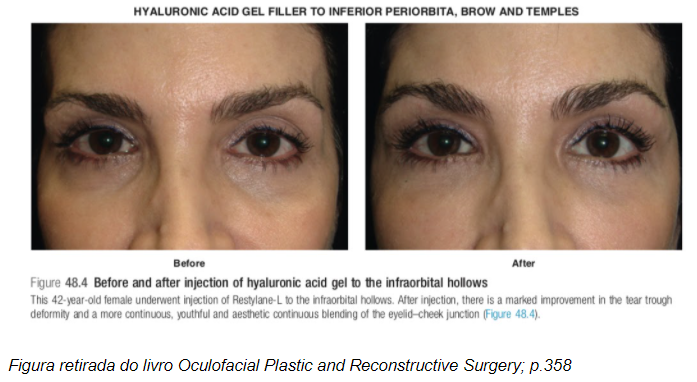 HYALURONIC ACID GEL FILLER TO INFERIOR PERIORBITA, BROW AND TEMPLES
Before
After
Figure 48.4 Before and after injection of hyaluronic acid gel to the infraorbital hollows
This 42-year-old female underwent injection of Restylane-L to the infraorbital hollows. After injection, there is a marked improvement in the tear trough
deformity and a more continuous, youthful and aesthetic continuous blending of the eyelid–cheek junction (Figure 48.4).
Figura retirada do livro Oculofacial Plastic and Reconstructive Surgery; p.358